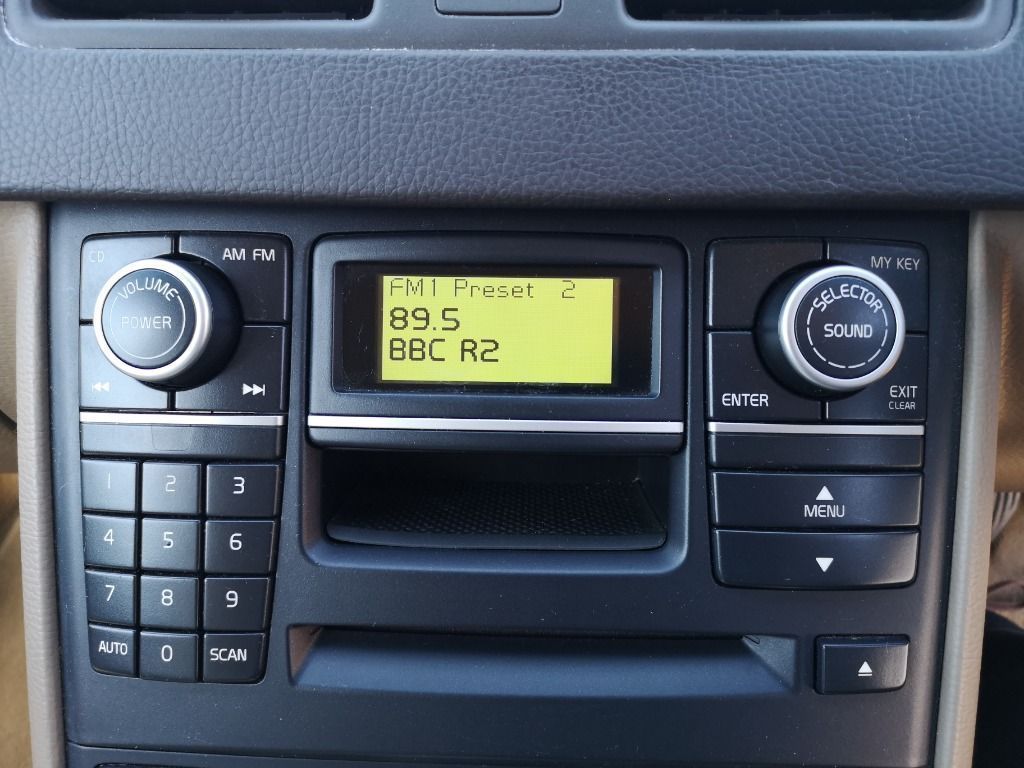 CD
AM FM
VOLUME
POWER
FM1 Preset 2
89.5
BBC R2
MY KEY
SELECTOR
SOUND
ENTER
EXIT
CLEAR
1 2 3
4 5 6
7 8 9
AUTO 0 SCAN
MENU